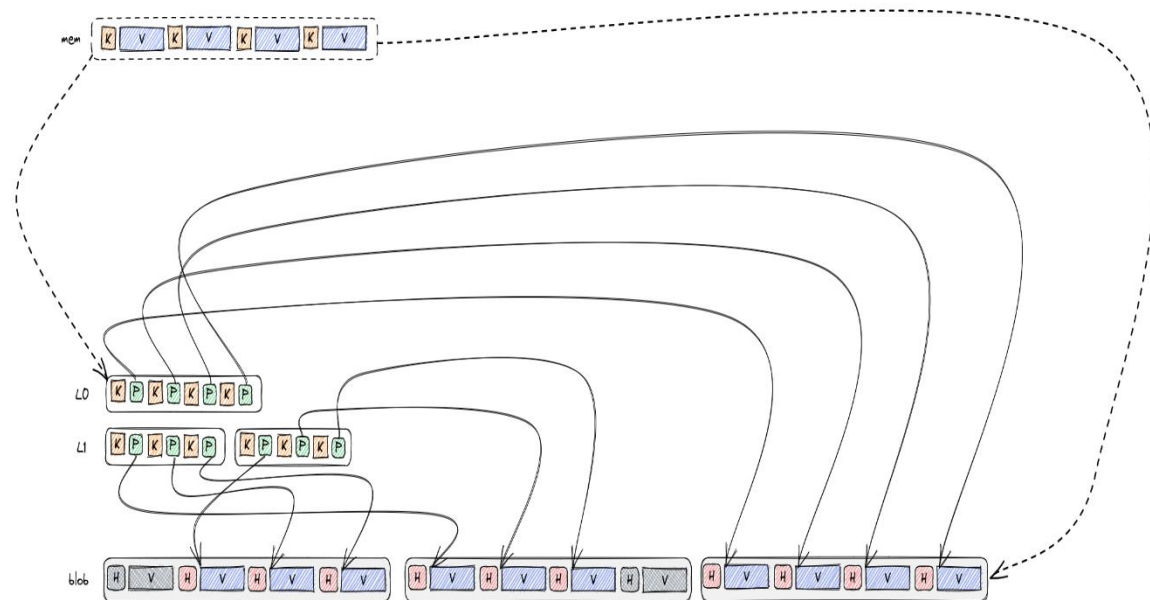 mem K V K V K V K V
L0 K P K P K P K P
L1 K P K P K P K P K P K P
blob H V H V H V H V H V H V H V H V H V H V H V H V